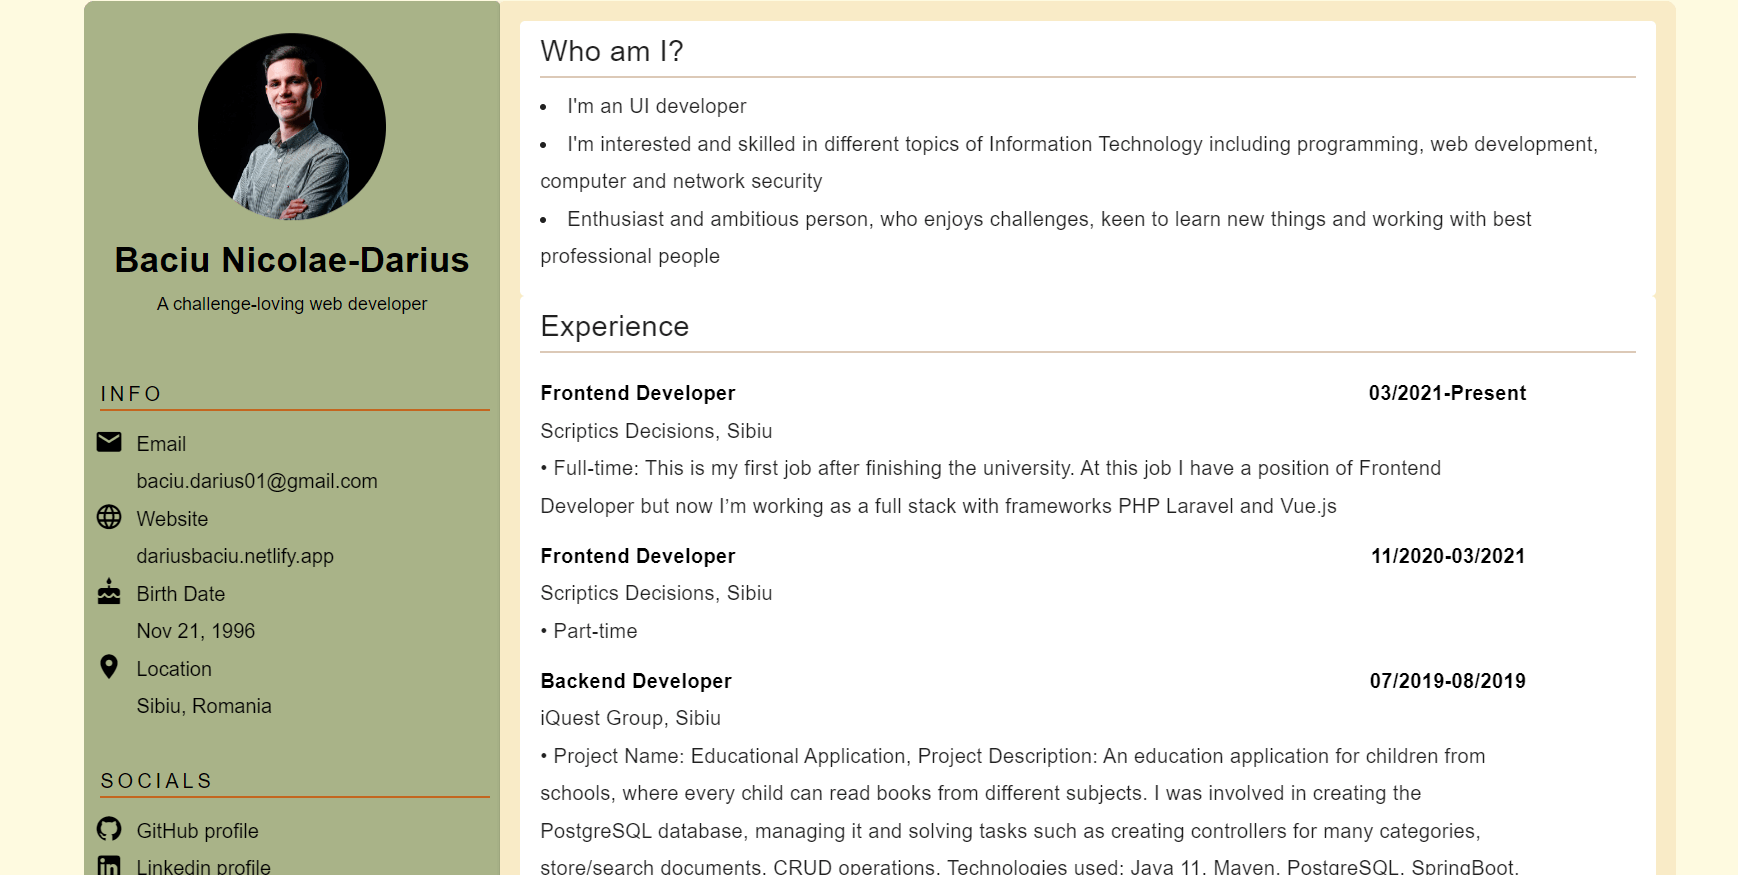 Baciu Nicolae-Darius
A challenge-loving web developer
INFO
Email
baciu.darius01@gmail.com
Website
dariusbaciu.netlify.app
Birth Date
Nov 21, 1996
Location
Sibiu, Romania
SOCIALS
GitHub profile
Linkedin profile
Who am I?
• I'm an UI developer
• I'm interested and skilled in different topics of Information Technology including programming, web development,
computer and network security
• Enthusiast and ambitious person, who enjoys challenges, keen to learn new things and working with best
professional people
Experience
Frontend Developer 03/2021-Present
Scriptics Decisions, Sibiu
• Full-time: This is my first job after finishing the university. At this job I have a position of Frontend
Developer but now I’m working as a full stack with frameworks PHP Laravel and Vue.js
Frontend Developer 11/2020-03/2021
Scriptics Decisions, Sibiu
• Part-time
Backend Developer 07/2019-08/2019
iQuest Group, Sibiu
• Project Name: Educational Application, Project Description: An education application for children from
schools, where every child can read books from different subjects. I was involved in creating the
PostgreSQL database, managing it and solving tasks such as creating controllers for many categories,
store/search documents, CRUD operations. Technologies used: Java 11, Maven, PostgreSQL, SpringBoot,